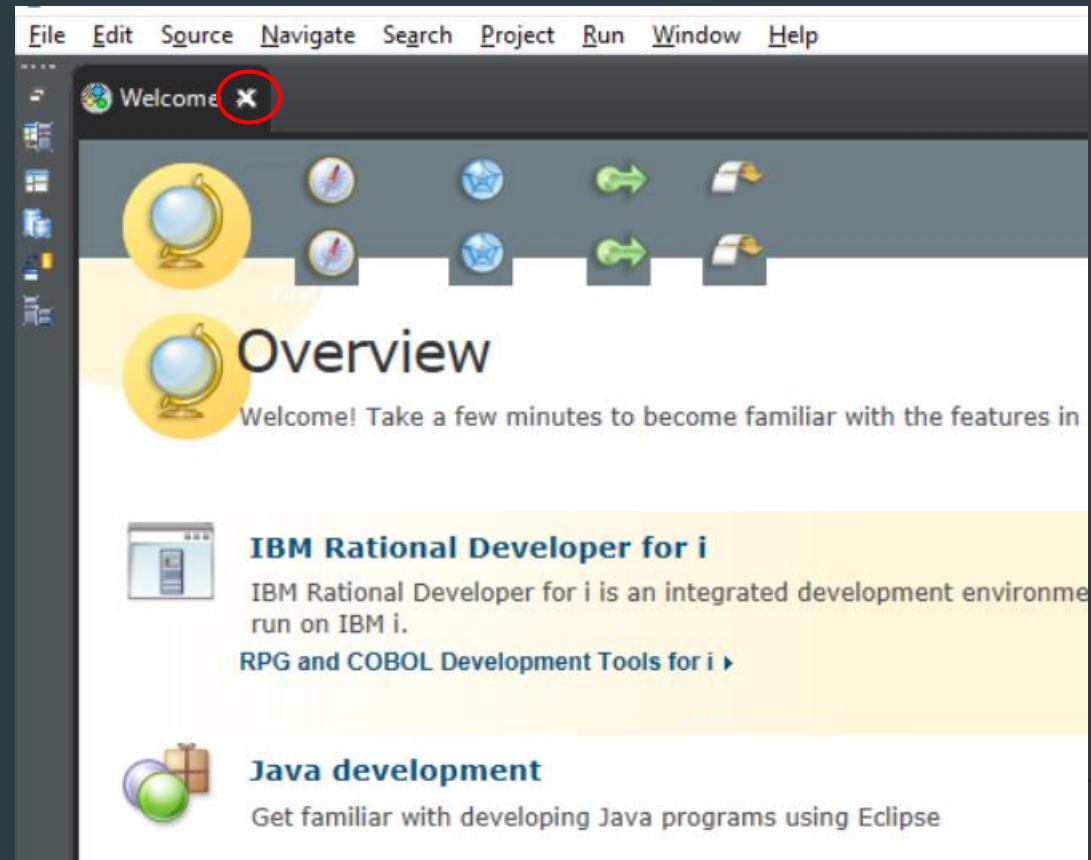 File Edit Source Navigate Search Project Run Window Help
Welcome
Overview
Welcome! Take a few minutes to become familiar with the features in
IBM Rational Developer for i
IBM Rational Developer for i is an integrated development environme
run on IBM i.
RPG and COBOL Development Tools for i
Java development
Get familiar with developing Java programs using Eclipse